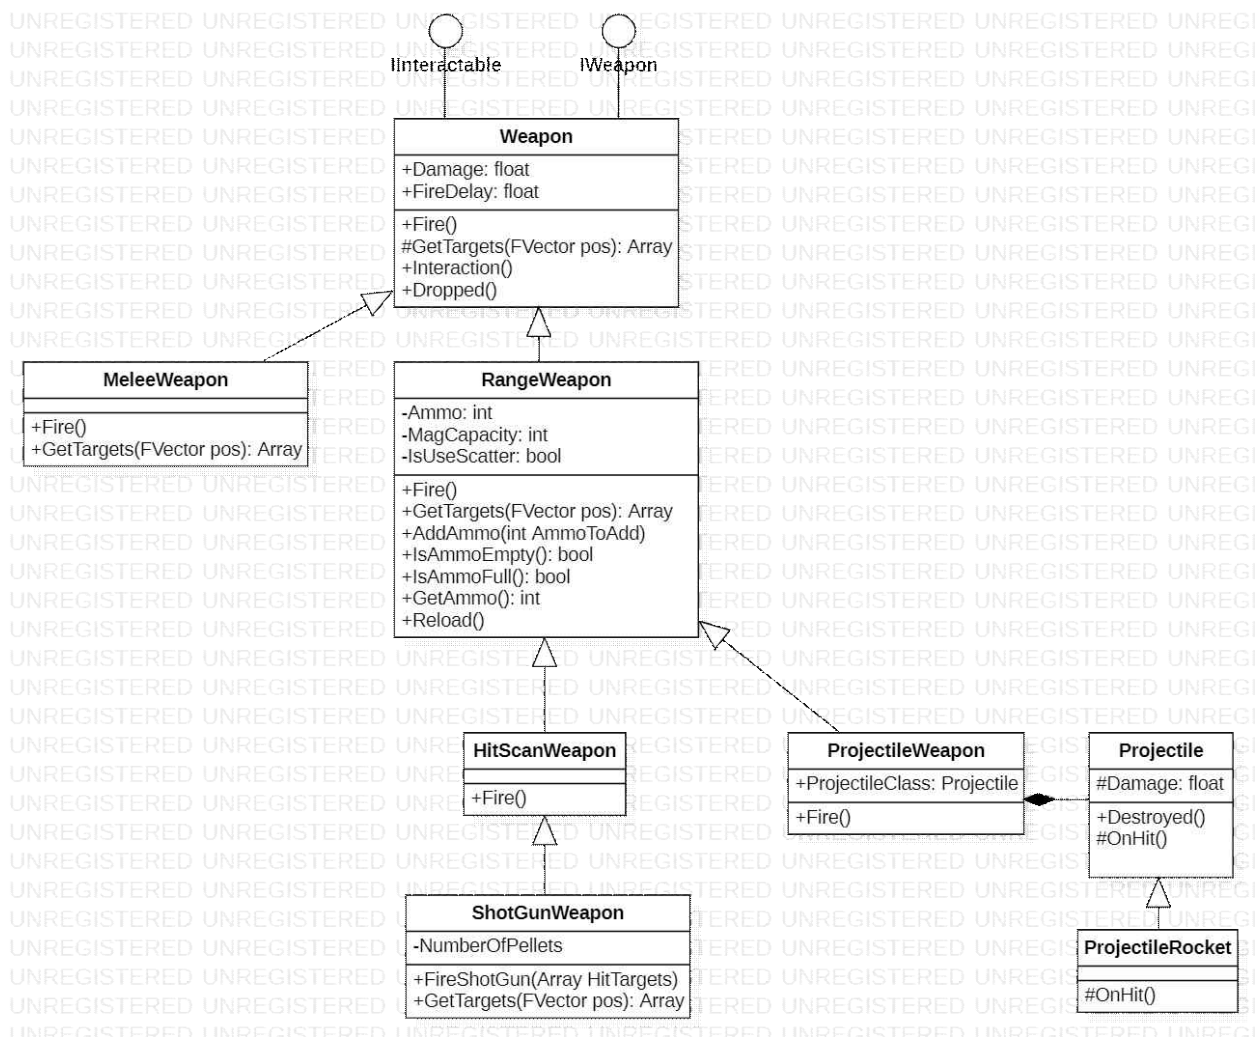 IInteractable
IWeapon
Weapon
+Damage: float
+FireDelay: float
+Fire()
#GetTargets(FVector pos): Array
+Interaction()
+Dropped()
MeleeWeapon
+Fire()
+GetTargets(FVector pos): Array
RangeWeapon
-Ammo: int
-MagCapacity: int
-IsUseScatter: bool
+Fire()
+GetTargets(FVector pos): Array
+AddAmmo(int AmmoToAdd)
+IsAmmoEmpty(): bool
+IsAmmoFull(): bool
+GetAmmo(): int
+Reload()
HitScanWeapon
+Fire()
ProjectileWeapon
+ProjectileClass: Projectile
+Fire()
Projectile
#Damage: float
+Destroyed()
#OnHit()
ShotGunWeapon
-NumberOfPellets
+FireShotGun(Array HitTargets)
+GetTargets(FVector pos): Array
ProjectileRocket
#OnHit()
UNREGISTERED